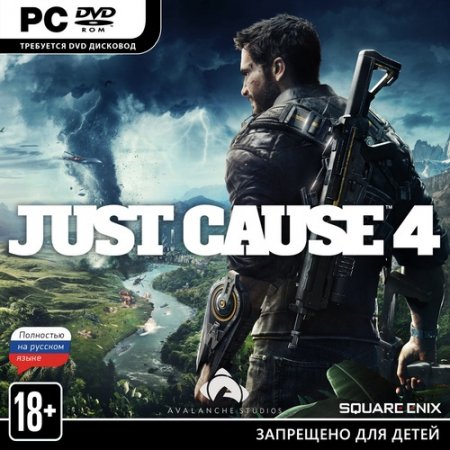 PC DVD
ROM
ТРЕБУЕТСЯ DVD ДИСКОВОД
JUST CAUSE 4
™
Полностью
на русском
языке
18+
AVALANCHE STUDIOS
SQUARE ENIX
ЗАПРЕЩЕНО ДЛЯ ДЕТЕЙ